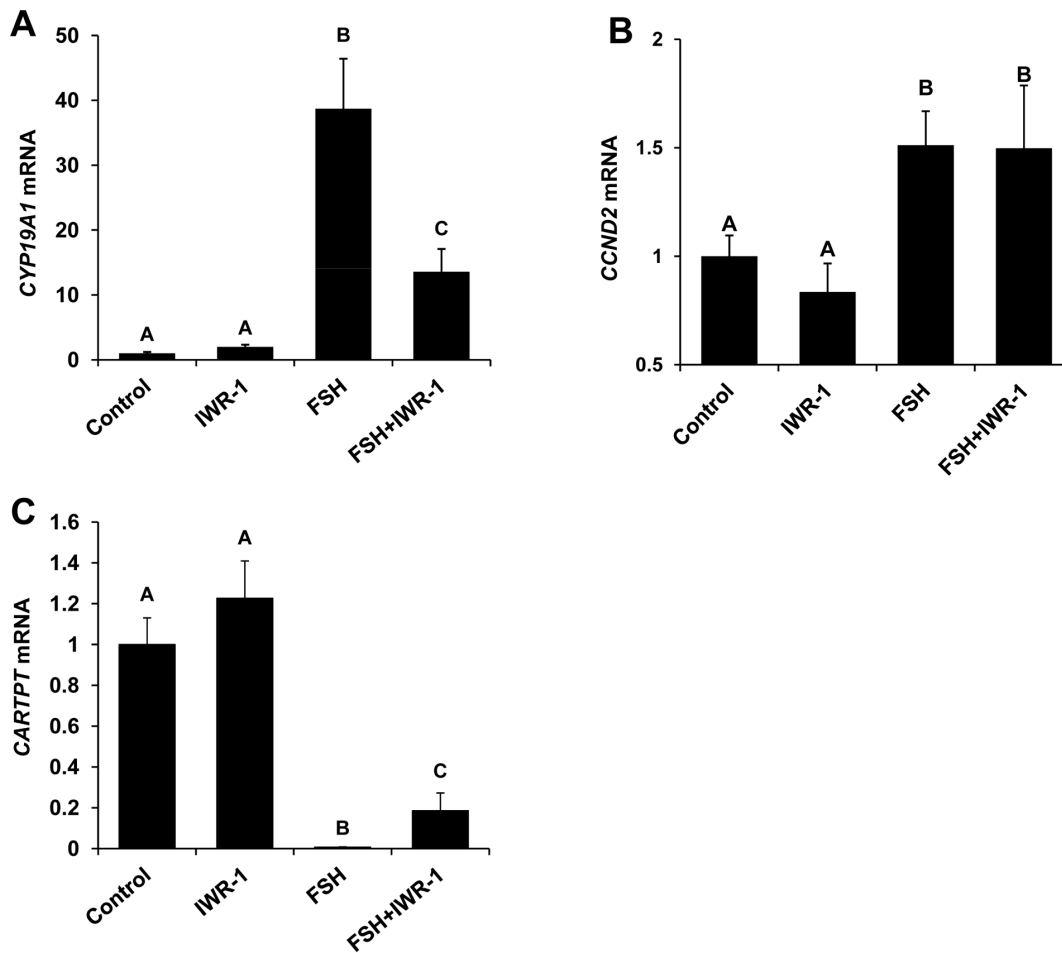 A
CYP19A1 mRNA
50
40
30
20
10
0
A
A
B
C
Control
IWR-1
FSH
FSH+IWR-1
B
CCND2 mRNA
2
1.5
1
0.5
A
A
B
B
Control
IWR-1
FSH
FSH+IWR-1
C
CARTPT mRNA
1.6
1.4
1.2
1
0.8
0.6
0.4
0.2
0
A
A
B
C
Control
IWR-1
FSH
FSH+IWR-1